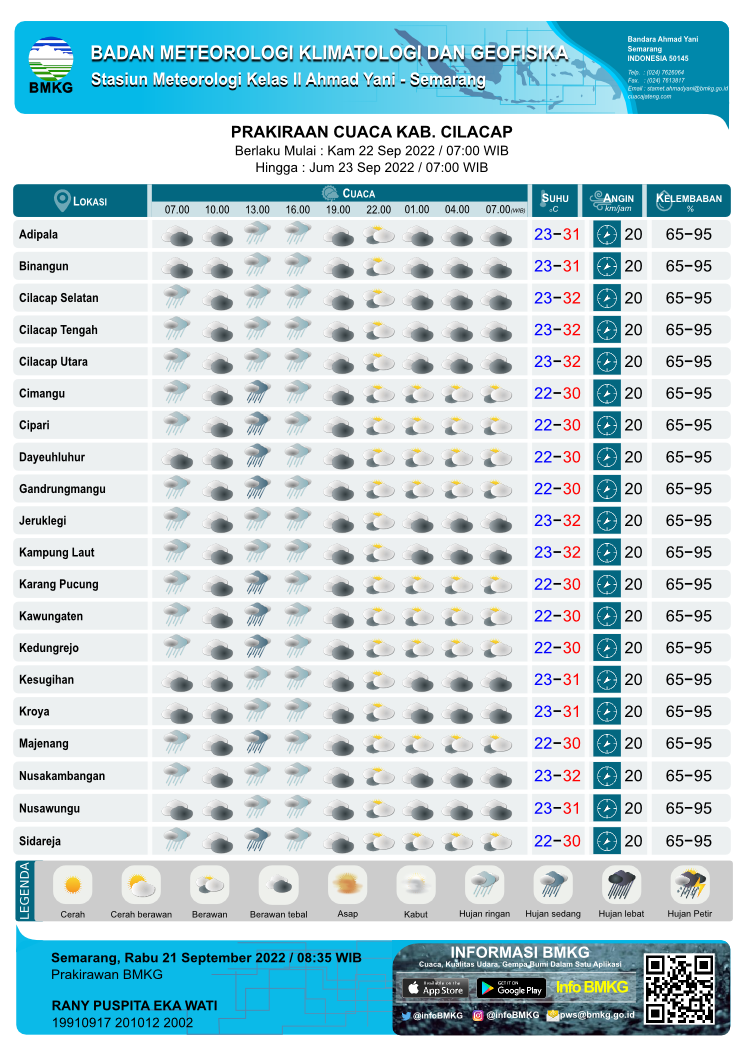 BMKG
BADAN METEOROLOGI KLIMATOLOGI DAN GEOFISIKA
Stasiun Meteorologi Kelas II Ahmad Yani - Semarang
Bandara Ahmad Yani
Semarang
INDONESIA 50145
Telp. : (024) 7626064
Fax. : (024) 7613817
Email : stamet.ahmadyani@bmkg.go.id
cuacajateng.com
PRAKIRAAN CUACA KAB. CILACAP
Berlaku Mulai : Kam 22 Sep 2022 / 07:00 WIB
Hingga : Jum 23 Sep 2022 / 07:00 WIB
LOKASI CUACA SUHU °C ANGIN km/jam KELEMBABAN %
07.00 10.00 13.00 16.00 19.00 22.00 01.00 04.00 07.00 (WIB)
Adipala 23-31 20 65-95
Binangun 23-31 20 65-95
Cilacap Selatan 23-32 20 65-95
Cilacap Tengah 23-32 20 65-95
Cilacap Utara 23-32 20 65-95
Cimangu 22-30 20 65-95
Cipari 22-30 20 65-95
Dayeuhluhur 22-30 20 65-95
Gandrungmangu 22-30 20 65-95
Jeruklegi 23-32 20 65-95
Kampung Laut 23-32 20 65-95
Karang Pucung 22-30 20 65-95
Kawungaten 22-30 20 65-95
Kedungrejo 22-30 20 65-95
Kesugihan 23-31 20 65-95
Kroya 23-31 20 65-95
Majenang 22-30 20 65-95
Nusakambangan 23-32 20 65-95
Nusawungu 23-31 20 65-95
Sidareja 22-30 20 65-95
LEGENDA
Cerah Cerah berawan Berawan Berawan tebal Asap Kabut Hujan ringan Hujan sedang Hujan lebat Hujan Petir
Semarang, Rabu 21 September 2022 / 08:35 WIB
Prakirawan BMKG
RANY PUSPITA EKA WATI
19910917 201012 2002
INFORMASI BMKG
Cuaca, Kualitas Udara, Gempa Bumi Dalam Satu Aplikasi
Available on the
App Store
GET IT ON
Google Play
Info BMKG
@infoBMKG @infoBMKG pws@bmkg.go.id